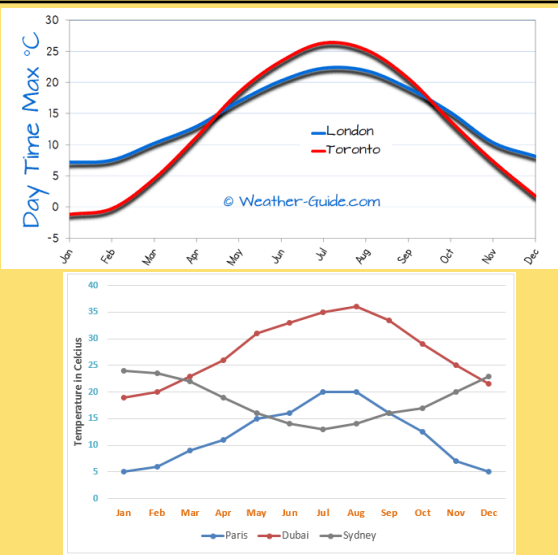 Day Time Max °C
30
25
20
15
10
5
0
-5
London
Toronto
© Weather-Guide.com
Jan Feb Mar Apr May Jun Jul Aug Sep Oct Nov Dec
Temperature in Celcius
40
35
30
25
20
15
10
5
0
Jan Feb Mar Apr May Jun Jul Aug Sep Oct Nov Dec
Paris Dubai Sydney